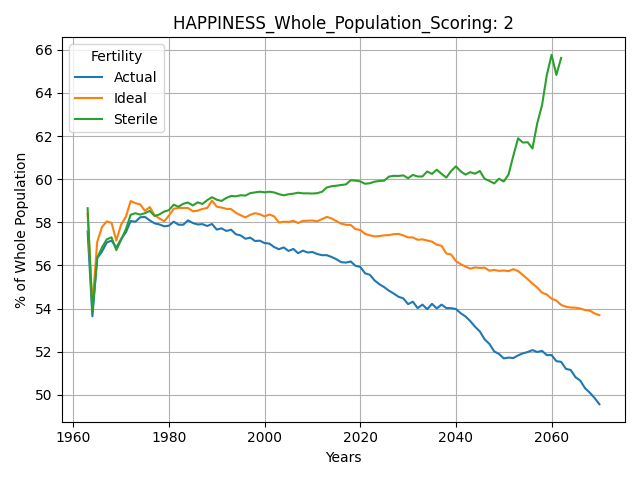 HAPPINESS_Whole_Population_Scoring: 2
Fertility
Actual
Ideal
Sterile
% of Whole Population
66
64
62
60
58
56
54
52
50
1960
1980
2000
2020
2040
2060
Years